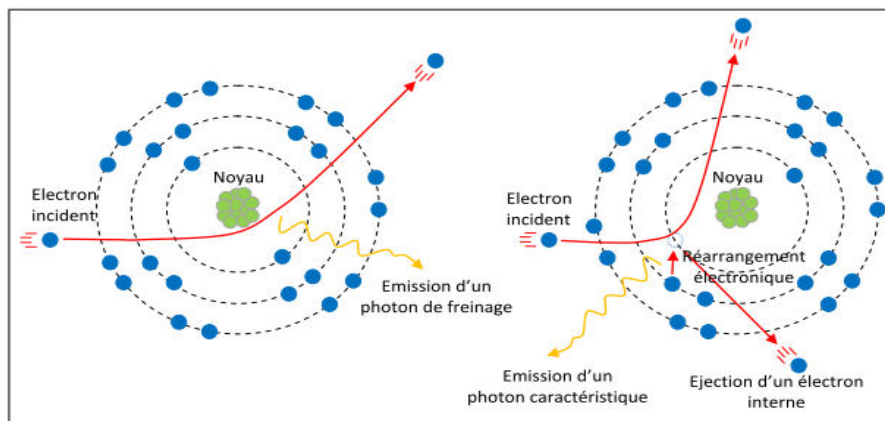 Noyau
Electron
incident
Emission d'un
photon de freinage
Noyau
Electron
incident
Réarrangement
électronique
Emission d'un
photon caractéristique
Ejection d'un électron
interne